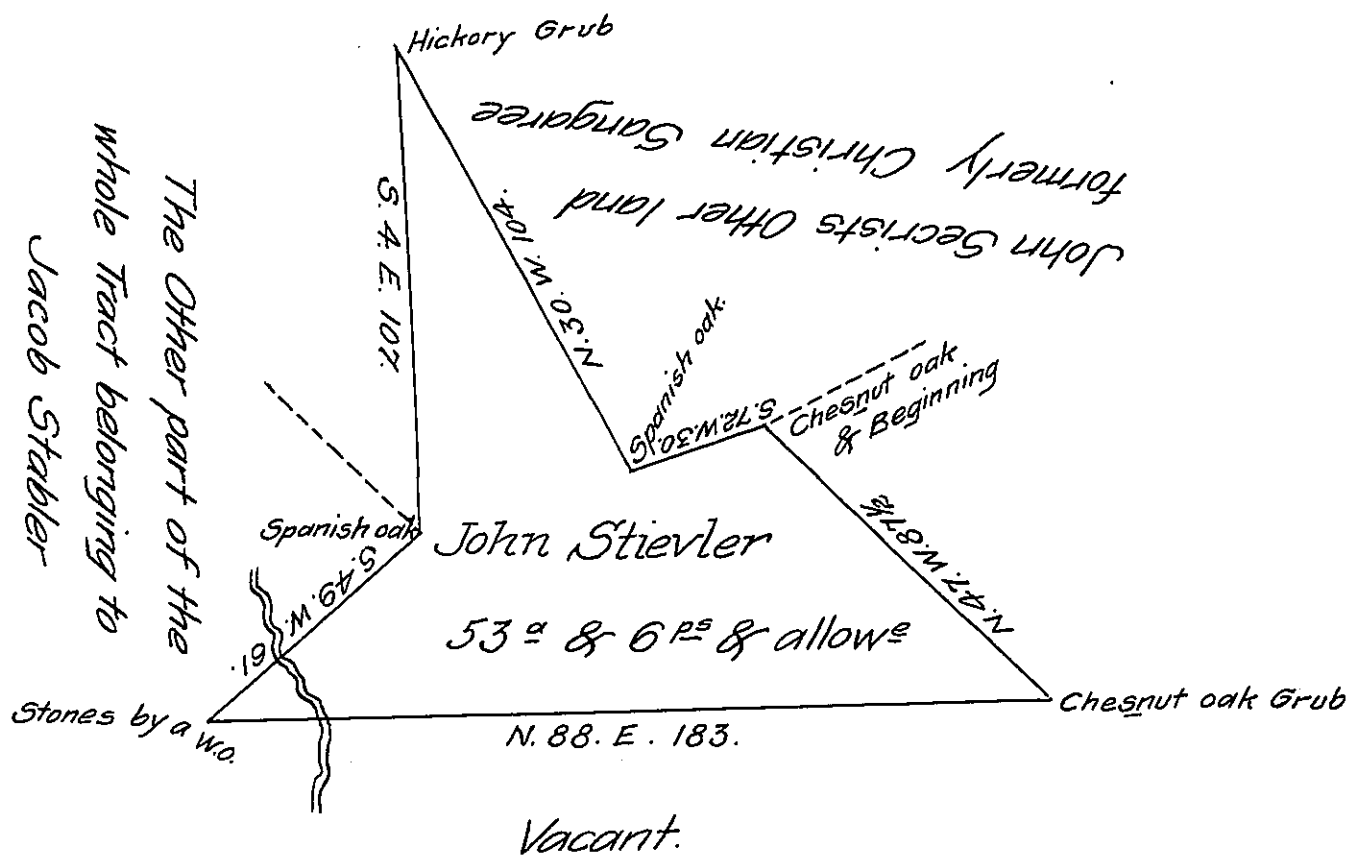 Hickory Grub
formerly Christian Sangaree
John Secrists Other land
The Other part of the
whole Tract belonging to
Jacob Stabler
S. 4. E. 107.
N. 30. W. 104.
Spanish oak.
S. 72. W. 30.
Chesnut oak
& Beginning
N. 47. W. 87½
Spanish oak
John Stievler
S. 49. W. 61.
53 a & 6 ps & allowe
Stones by a W.O.
N. 88. E. 183.
Chesnut oak Grub
Vacant.